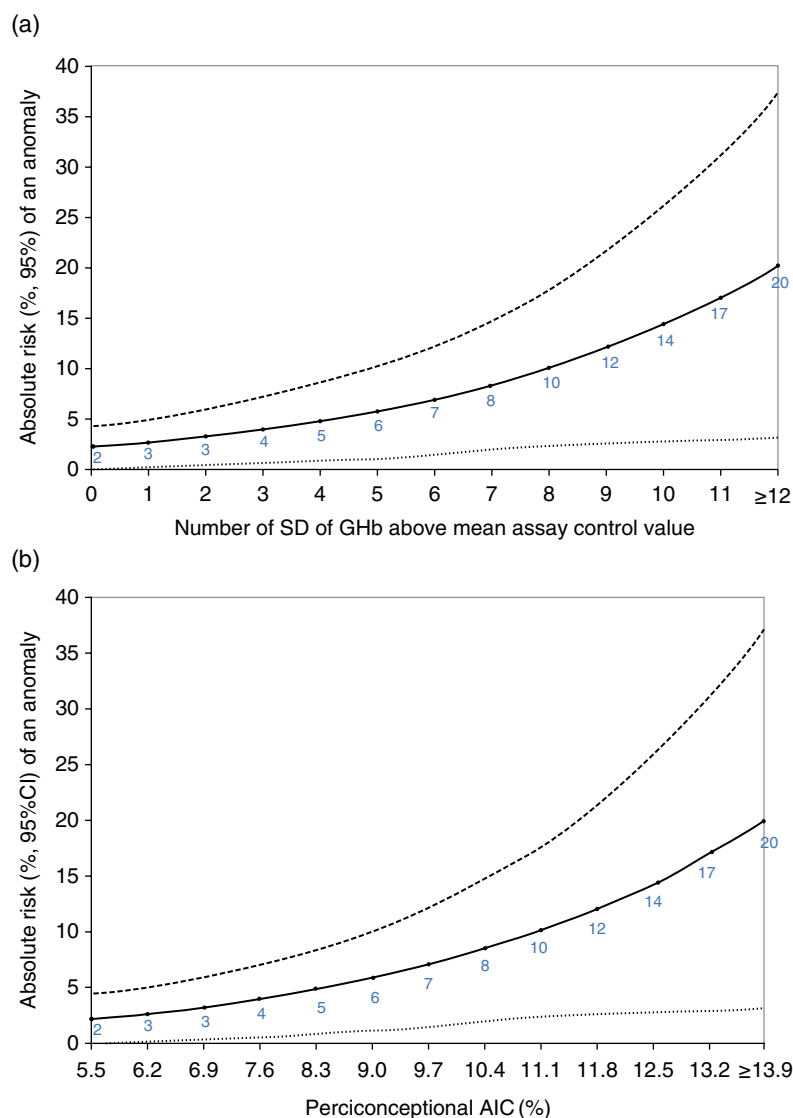 (a)
Absolute risk (%, 95%) of an anomaly
40
35
30
25
20
15
10
5
0
2 3 3 4 5 6 7 8 10 12 14 17 20
0 1 2 3 4 5 6 7 8 9 10 11 ≥12
Number of SD of GHb above mean assay control value
(b)
Absolute risk (%, 95%CI) of an anomaly
40
35
30
25
20
15
10
5
0
2 3 3 4 5 6 7 8 10 12 14 17 20
5.5 6.2 6.9 7.6 8.3 9.0 9.7 10.4 11.1 11.8 12.5 13.2 ≥13.9
Perciconceptional AIC (%)